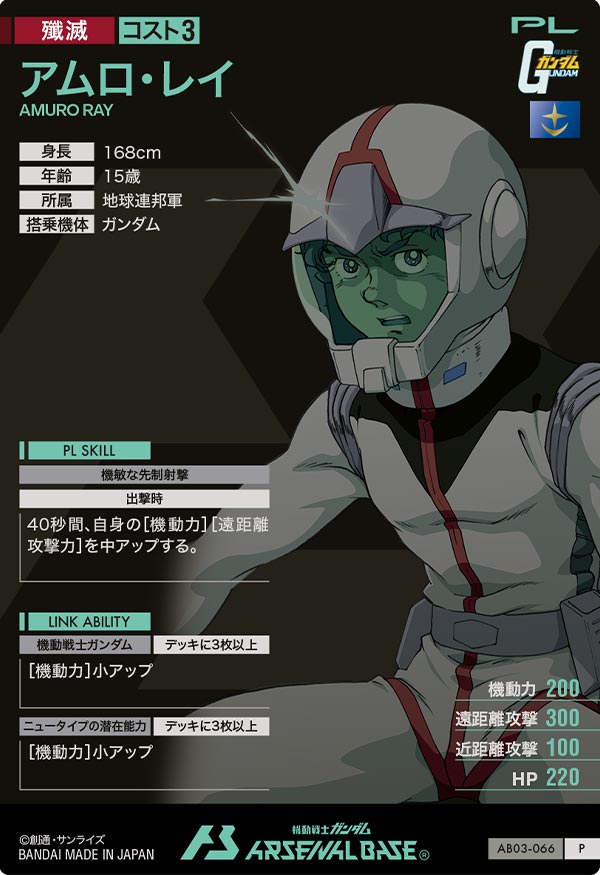 殲滅 コスト3
PL
アムロ・レイ
AMURO RAY
機動戦士
ガンダム
GUNDAM
身長 168cm
年齢 15歳
所属 地球連邦軍
搭乗機体 ガンダム
PL SKILL
機敏な先制射撃
出撃時
40秒間、自身の[機動力][遠距離
攻撃力]を中アップする。
LINK ABILITY
機動戦士ガンダム デッキに3枚以上
[機動力]小アップ
ニュータイプの潜在能力 デッキに3枚以上
[機動力]小アップ
機動力 200
遠距離攻撃 300
近距離攻撃 100
HP 220
©創通・サンライズ
BANDAI MADE IN JAPAN
機動戦士ガンダム
ARSENAL BASE®
AB03-066 P